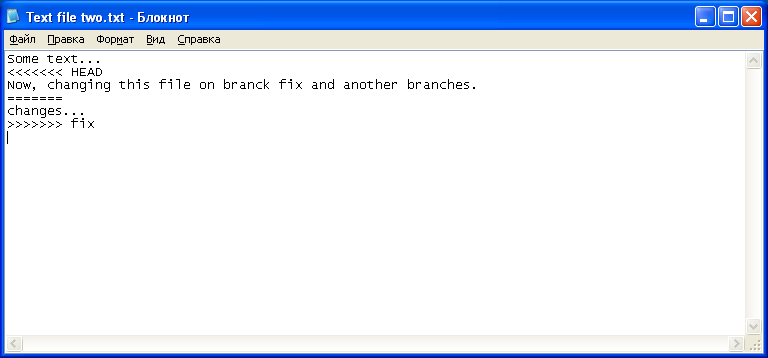 Text file two.txt - Блокнот
Файл Правка Формат Вид Справка
Some text...
<<<<<<< HEAD
Now, changing this file on branck fix and another branches.
=======
changes...
>>>>>>> fix